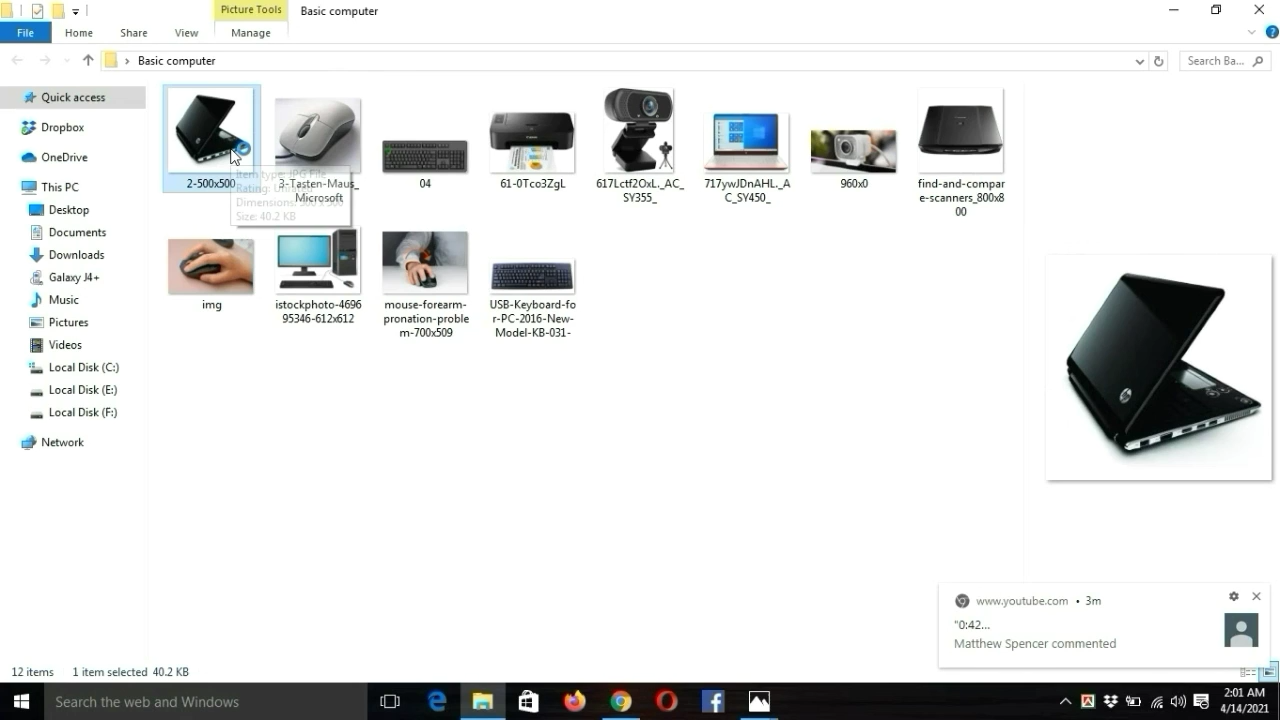 Picture Tools
Basic computer
File
Home
Share
View
Manage
Basic computer
Search Ba...
Quick access
Dropbox
OneDrive
This PC
Desktop
Documents
Downloads
Galaxy J4+
Music
Pictures
Videos
Local Disk (C:)
Local Disk (E:)
Local Disk (F:)
Network
2-500x500
3-Tasten-Maus_
Microsoft
04
61-0Tco3ZgL
617Lctf2OxL._AC_
SY355_
717ywJDnAHL._A
C_SY450_
960x0
find-and-compar
e-scanners_800x8
00
Item type: JPG File
Rating: Unrated
Dimensions: 500 x 500
Size: 40.2 KB
img
istockphoto-4696
95346-612x612
mouse-forearm-
pronation-proble
m-700x509
USB-Keyboard-fo
r-PC-2016-New-
Model-KB-031-
www.youtube.com • 3m
"0:42...
Matthew Spencer commented
12 items
1 item selected 40.2 KB
Search the web and Windows
2:01 AM
4/14/2021